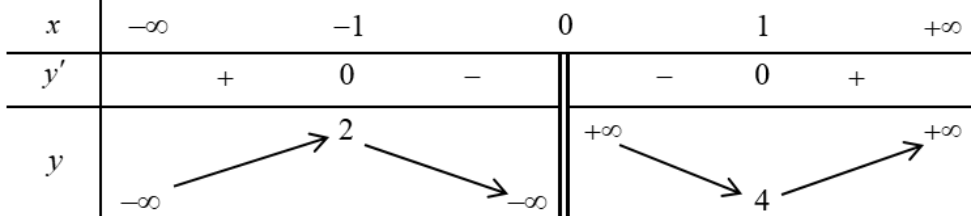 x −∞ −1 0 1 +∞
y′ + 0 − − 0 +
2 +∞ +∞
y
−∞ −∞ 4